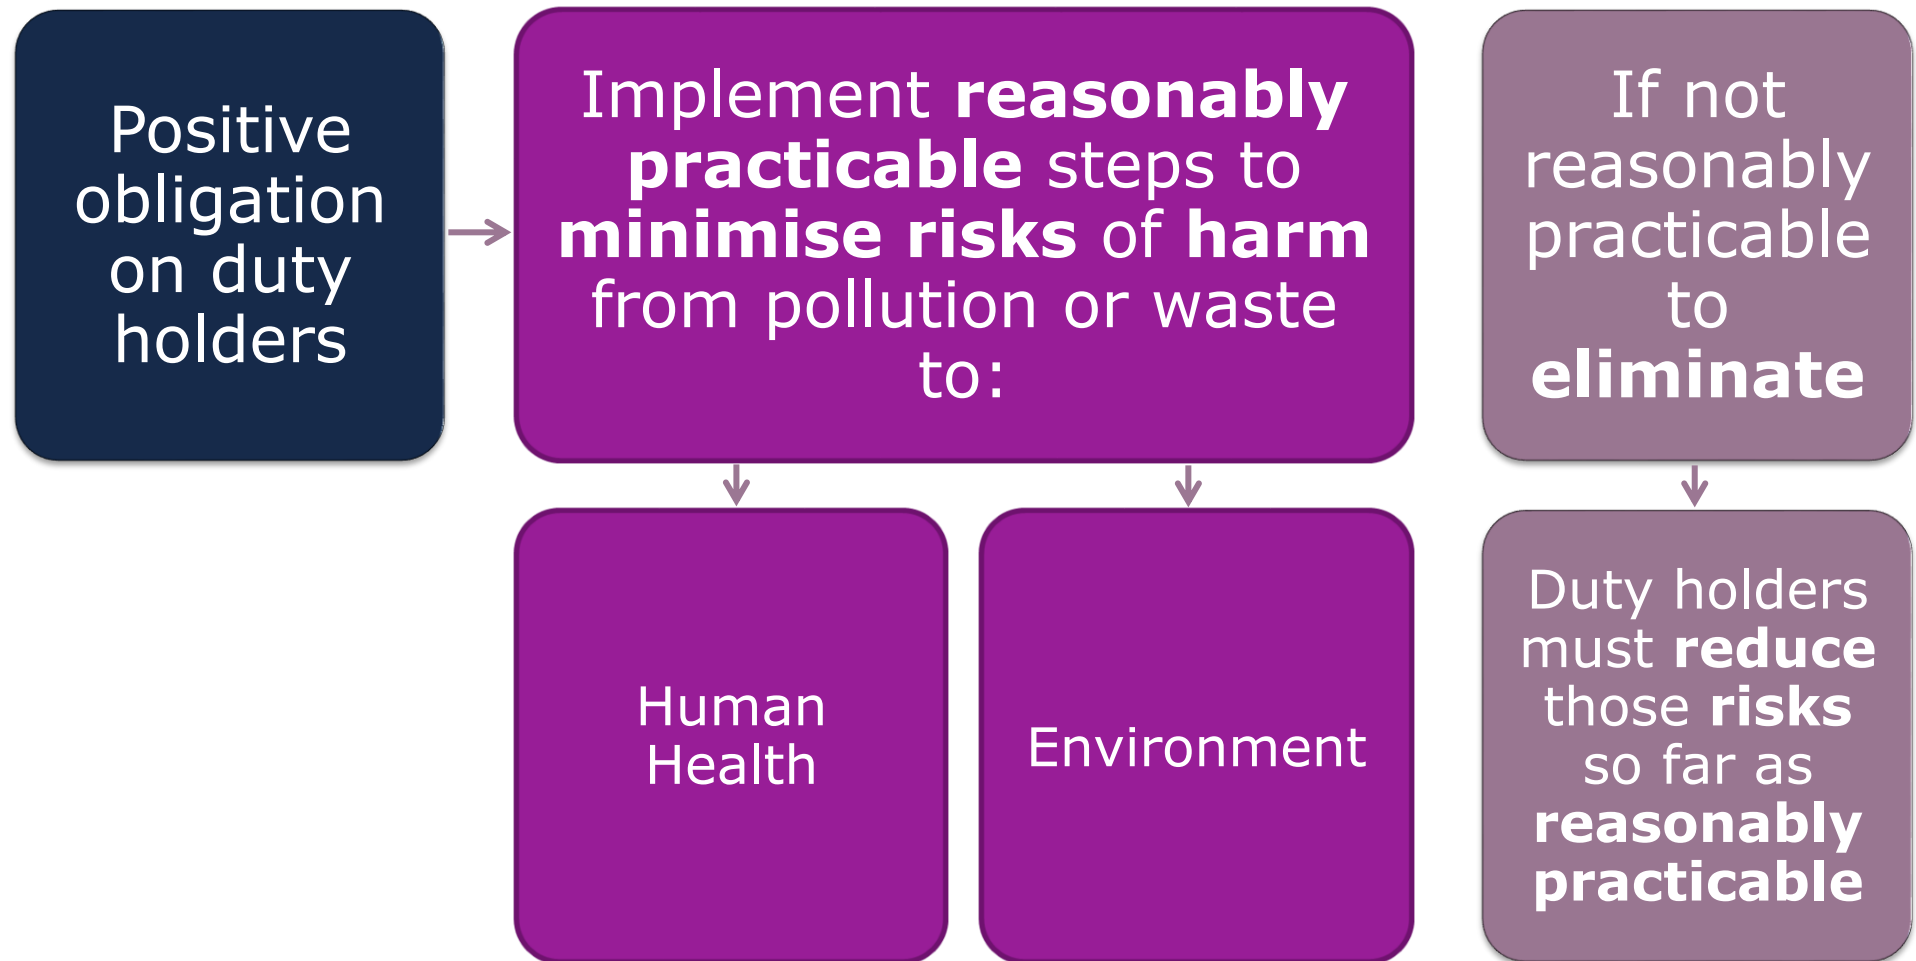 Positive
obligation
on duty
holders
Implement reasonably
practicable steps to
minimise risks of harm
from pollution or waste
to:
Human
Health
Environment
If not
reasonably
practicable
to
eliminate
Duty holders
must reduce
those risks
so far as
reasonably
practicable